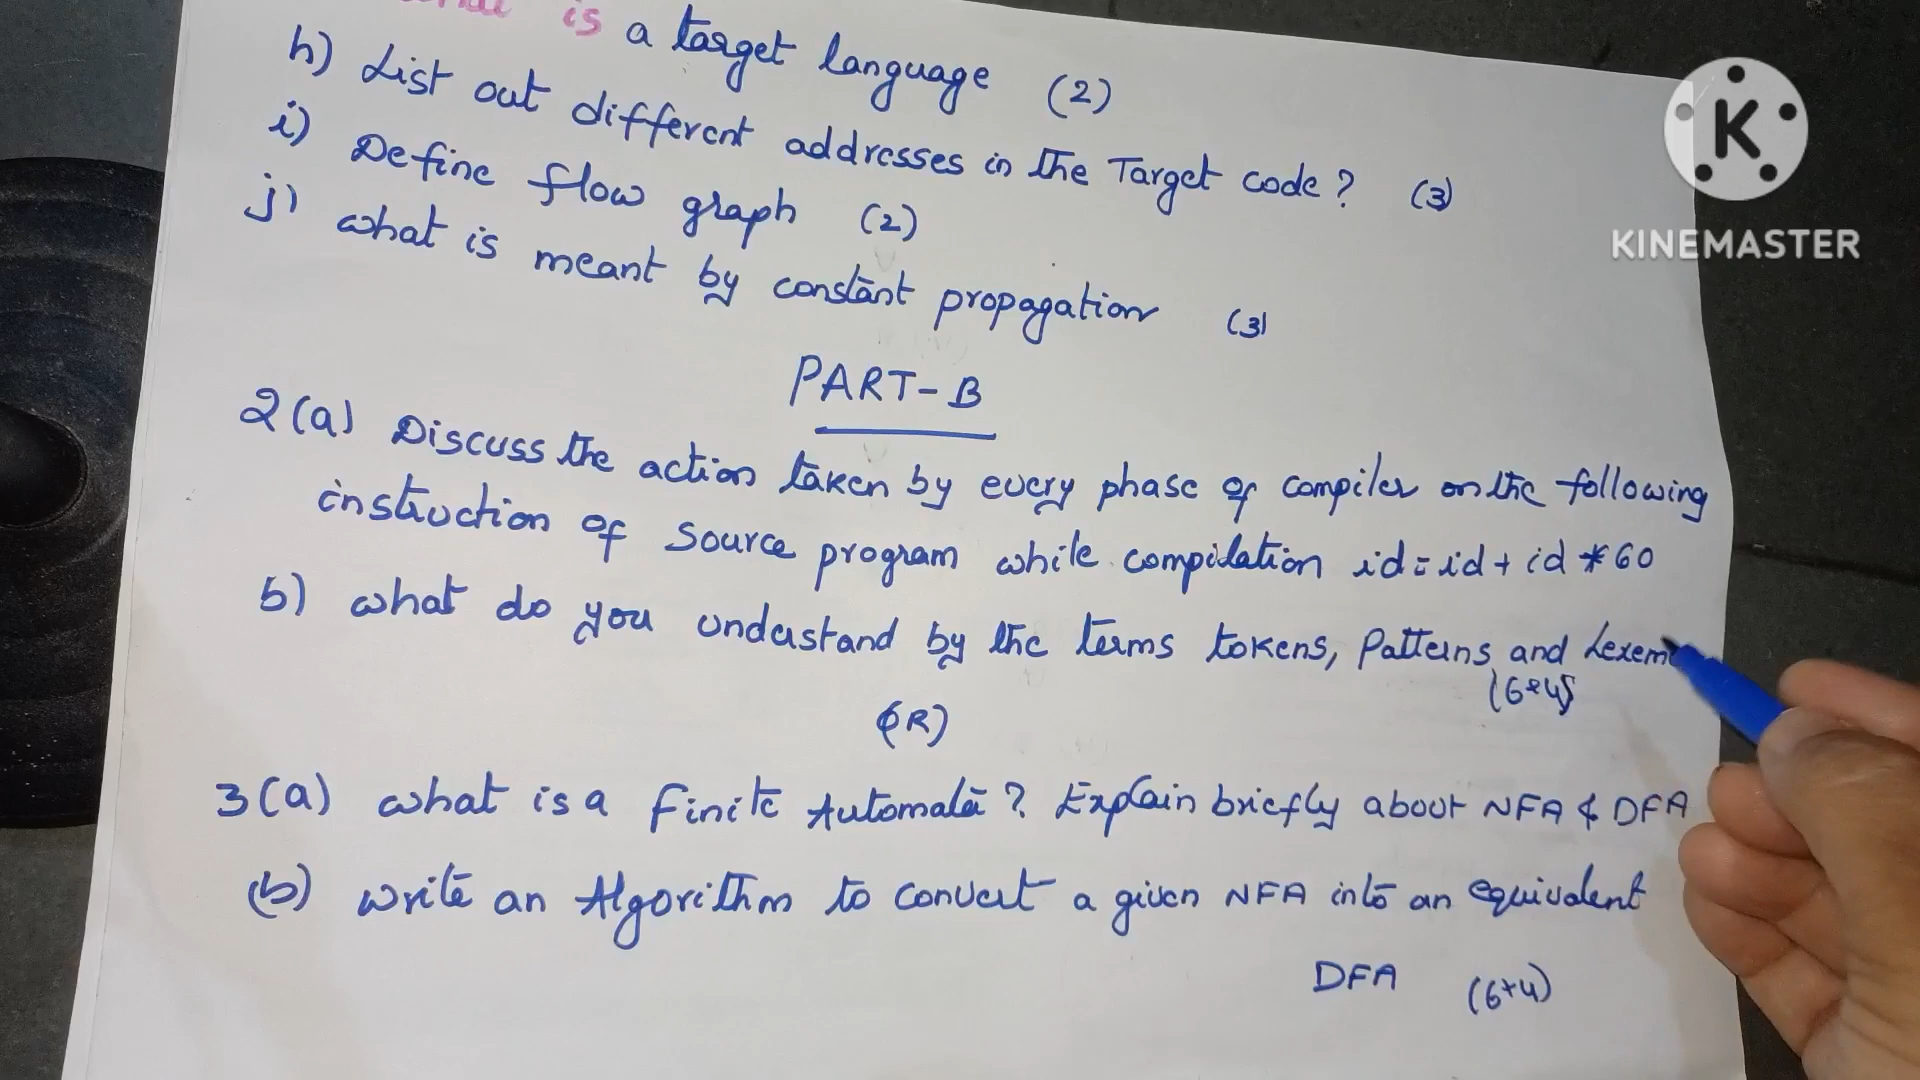 is a target language (2)
h) List out different addresses in the Target code? (3)
i) Define flow graph (2)
j) what is meant by constant propagation (3)
PART-B
2(a) Discuss the action taken by every phase of compiler on the following
instruction of source program while compilation id = id + id * 60
b) what do you understand by the terms tokens, Patterns and Lexem
(6+4)
(OR)
3(a) what is a Finite Automata? Explain briefly about NFA & DFA
(b) write an Algorithm to convert a given NFA into an equivalent
DFA (6+4)
K
KINEMASTER